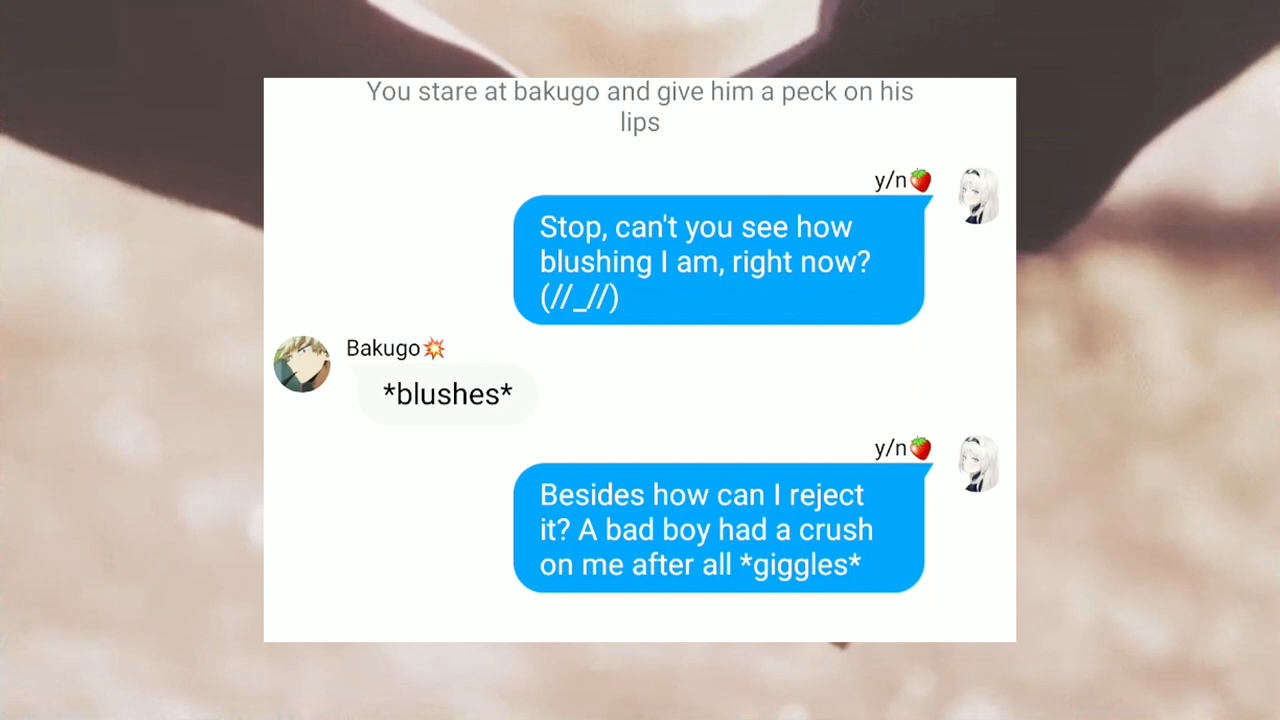 You stare at bakugo and give him a peck on his
lips
y/n🍓
Stop, can't you see how
blushing I am, right now?
(//_//)
Bakugo💥
*blushes*
y/n🍓
Besides how can I reject
it? A bad boy had a crush
on me after all *giggles*